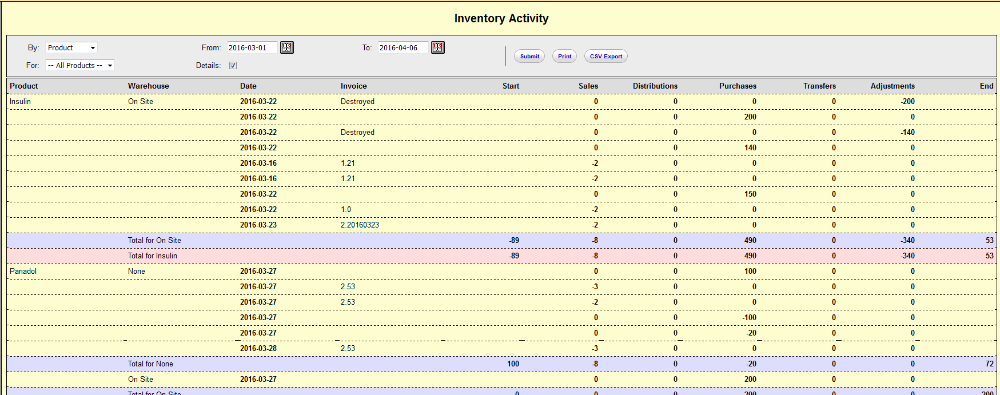 Inventory Activity
By: Product From: 2016-03-01 To: 2016-04-06 Submit Print CSV Export
For: -- All Products -- Details:
Product Warehouse Date Invoice Start Sales Distributions Purchases Transfers Adjustments End
Insulin On Site 2016-03-22 Destroyed 0 0 0 0 -200
2016-03-22 0 0 200 0 0
2016-03-22 Destroyed 0 0 0 0 -140
2016-03-22 0 0 140 0 0
2016-03-16 1.21 -2 0 0 0 0
2016-03-16 1.21 -2 0 0 0 0
2016-03-22 0 0 150 0 0
2016-03-22 1.0 -2 0 0 0 0
2016-03-23 2.20160323 -2 0 0 0 0
Total for On Site -89 -8 0 490 0 -340 53
Total for Insulin -89 -8 0 490 0 -340 53
Panadol None 2016-03-27 0 0 100 0 0
2016-03-27 2.53 -3 0 0 0 0
2016-03-27 2.53 -2 0 0 0 0
2016-03-27 0 0 -100 0 0
2016-03-27 0 0 -20 0 0
2016-03-28 2.53 -3 0 0 0 0
Total for None 100 -8 0 -20 0 0 72
On Site 2016-03-27 0 0 200 0 0
Total for On Site 0 0 0 200 0 0 200